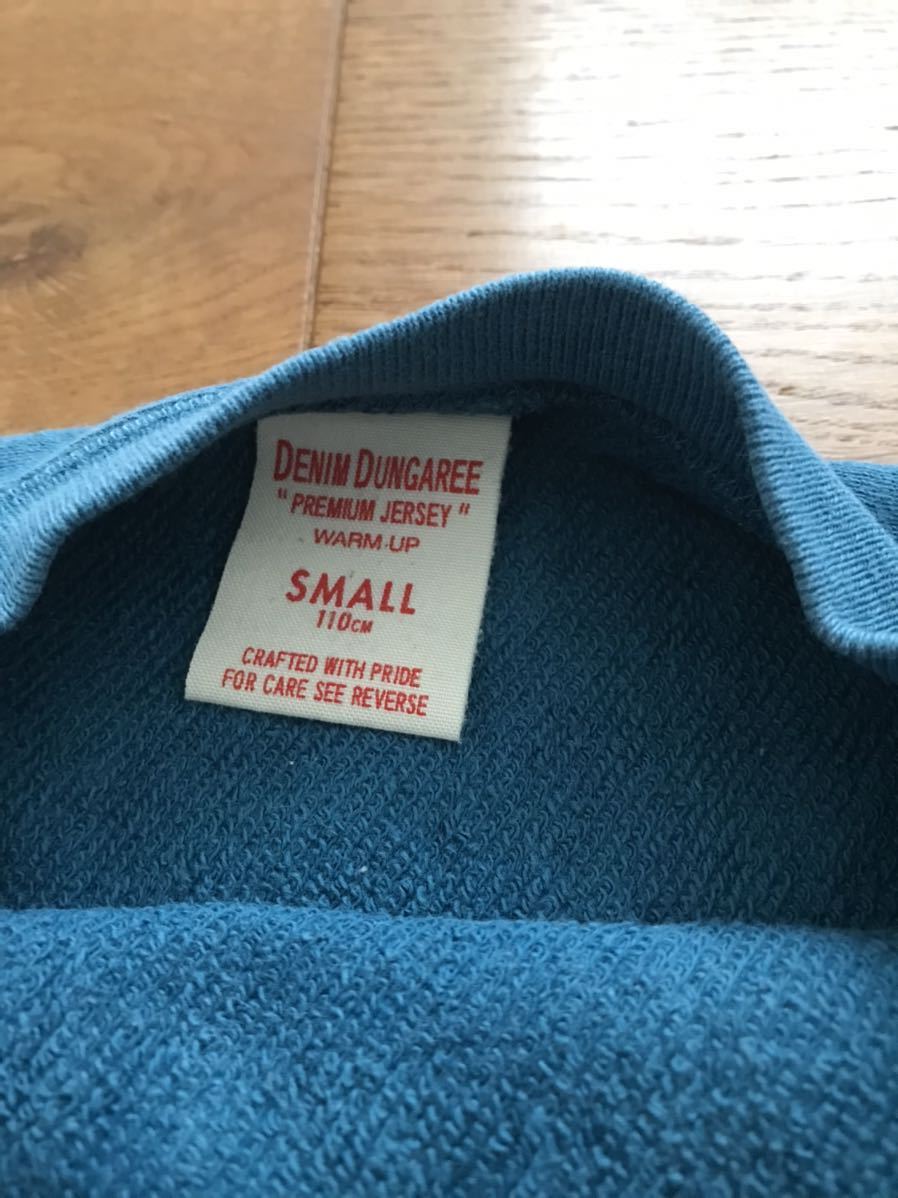 DENIM DUNGAREE
"PREMIUM JERSEY"
WARM-UP
SMALL
110CM
CRAFTED WITH PRIDE
FOR CARE SEE REVERSE